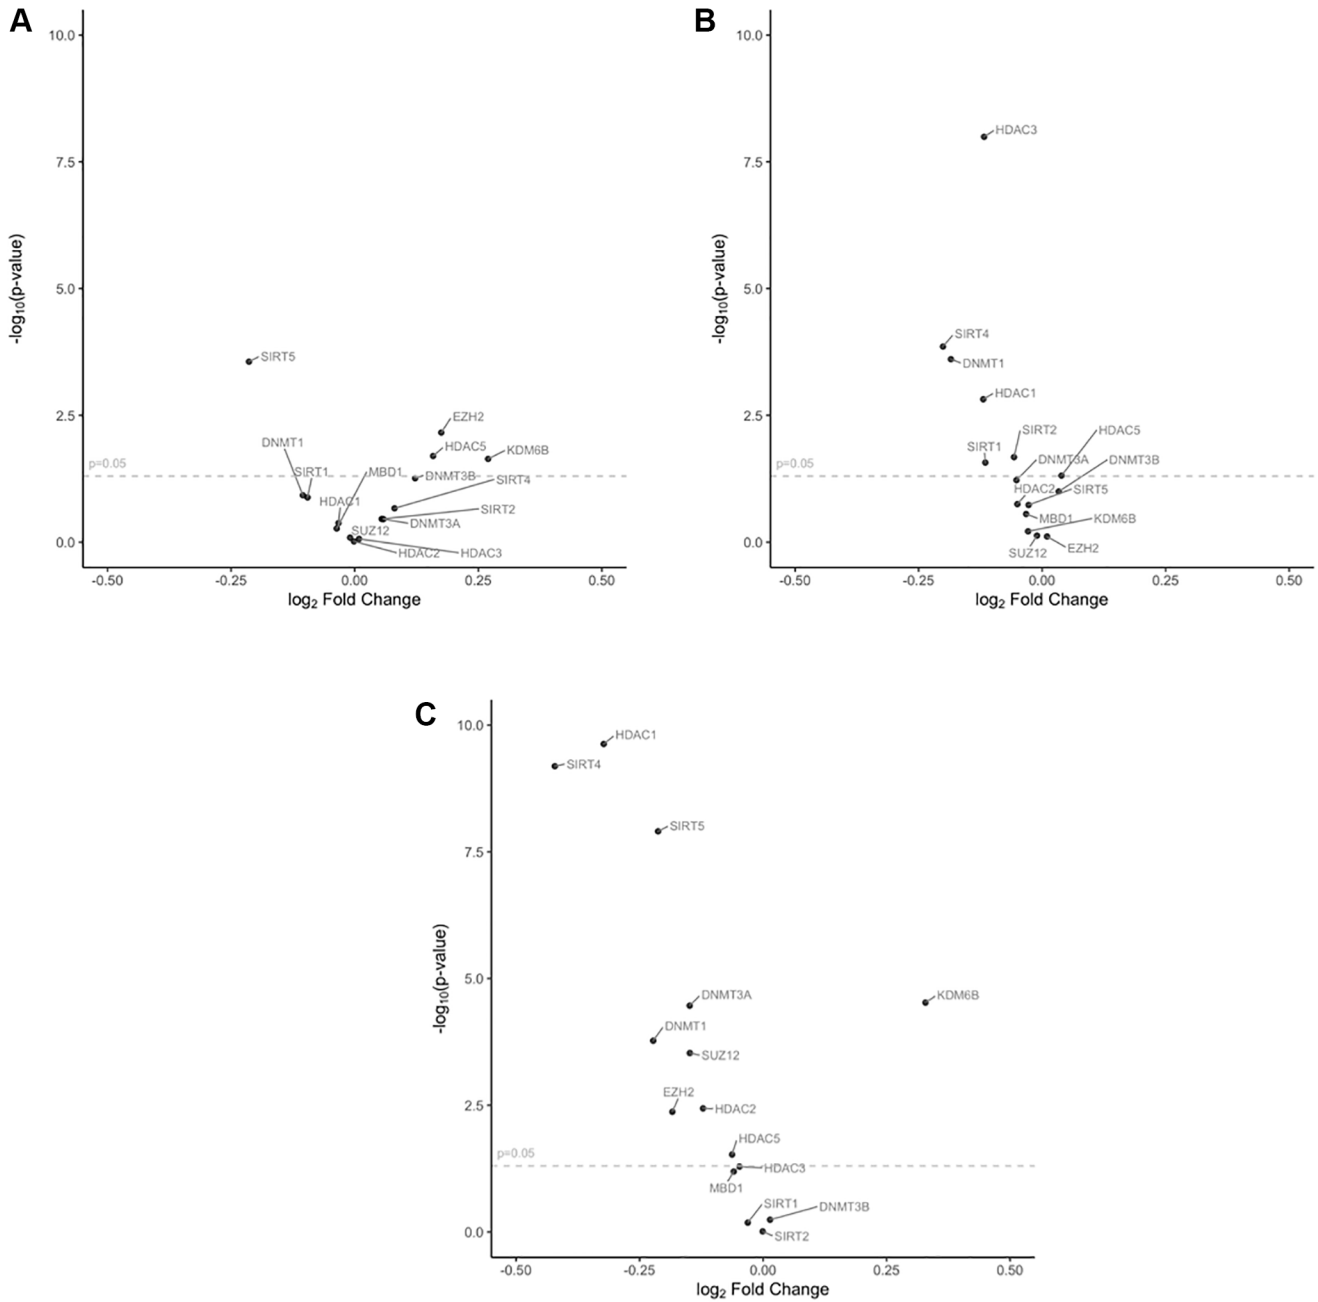 A
10.0
7.5
5.0
2.5
0.0
-log10(p-value)
SIRT5
EZH2
HDAC5
KDM6B
DNMT1
p=0.05
SIRT1
MBD1
DNMT3B
SIRT4
HDAC1
SIRT2
DNMT3A
SUZ12
HDAC2
HDAC3
-0.50
-0.25
0.00
0.25
0.50
log2 Fold Change
B
10.0
7.5
5.0
2.5
0.0
-log10(p-value)
HDAC3
SIRT4
DNMT1
HDAC1
SIRT2
HDAC5
SIRT1
p=0.05
DNMT3A
DNMT3B
HDAC2
SIRT5
MBD1
KDM6B
SUZ12
EZH2
-0.50
-0.25
0.00
0.25
0.50
log2 Fold Change
C
10.0
7.5
5.0
2.5
0.0
-log10(p-value)
HDAC1
SIRT4
SIRT5
DNMT3A
KDM6B
DNMT1
SUZ12
EZH2
HDAC2
HDAC5
p=0.05
HDAC3
MBD1
SIRT1
DNMT3B
SIRT2
-0.50
-0.25
0.00
0.25
0.50
log2 Fold Change